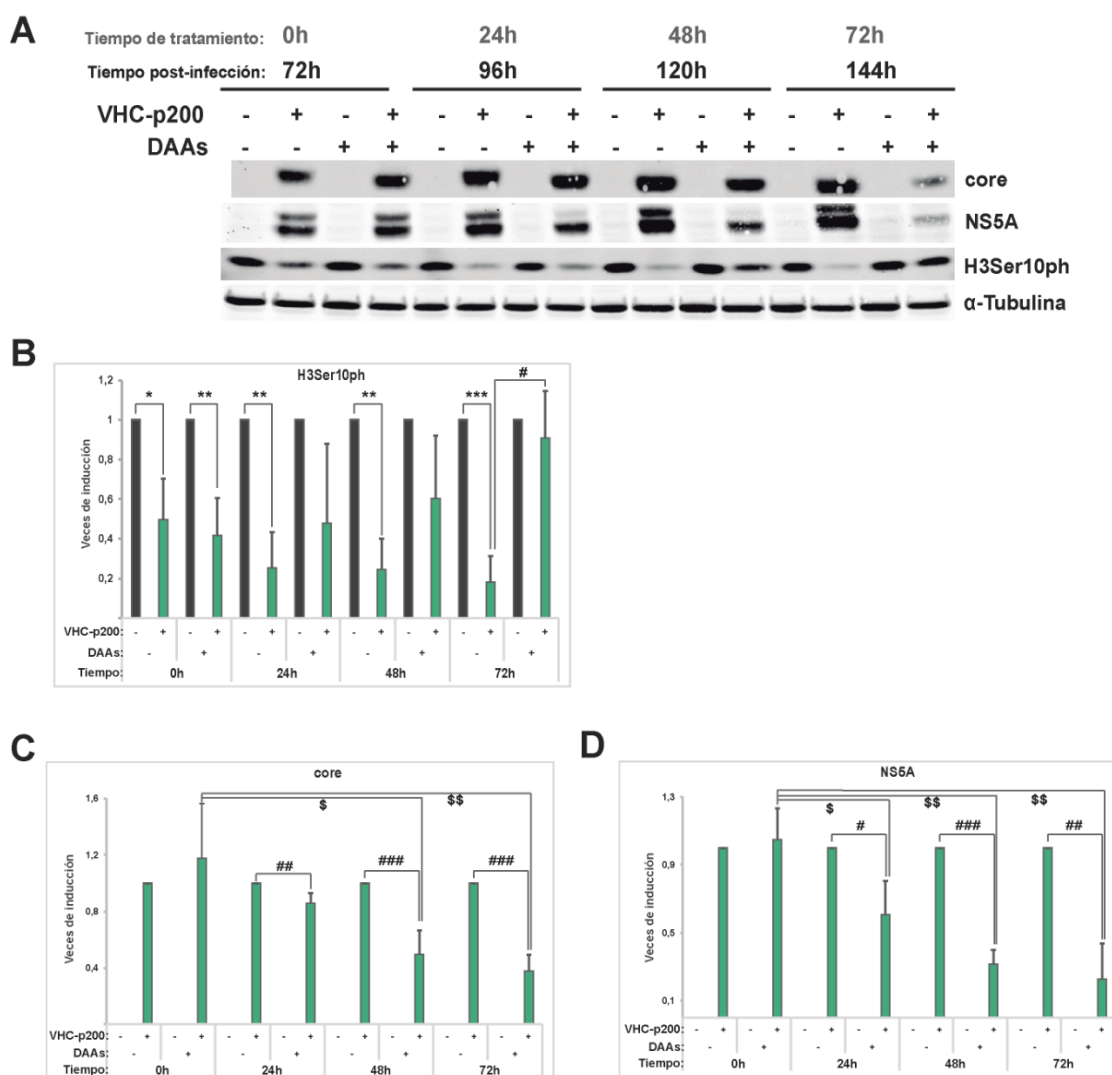 A
Tiempo de tratamiento: 0h 24h 48h 72h
Tiempo post-infección: 72h 96h 120h 144h
VHC-p200 - + - + - + - + - + - + - + - +
DAAs - - + + - - + + - - + + - - + +
core
NS5A
H3Ser10ph
α-Tubulina
B
H3Ser10ph
Veces de inducción
1,2
1
0,8
0,6
0,4
0,2
* ** ** ** *** #
VHC-p200: - + - + - + - + - + - + - + - +
DAAs: - + - + - + - +
Tiempo: 0h 24h 48h 72h
C
core
Veces de inducción
1,6
1,2
0,8
0,4
$ $$
## ### ###
VHC-p200: - + - + - + - + - + - + - + - +
DAAs: - + - + - + - +
Tiempo: 0h 24h 48h 72h
D
NS5A
Veces de inducción
1,3
0,9
0,5
0,1
$ $$ $$
# ### ##
VHC-p200: - + - + - + - + - + - + - + - +
DAAs: - + - + - + - +
Tiempo: 0h 24h 48h 72h